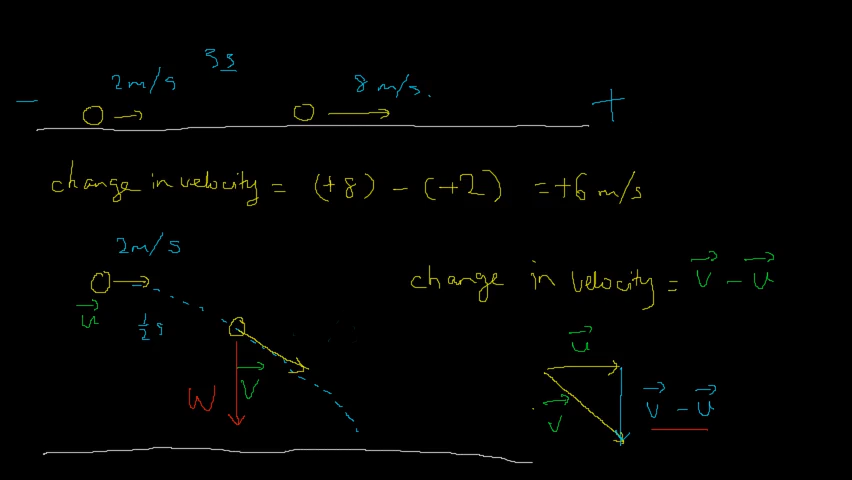 3s
2m/s 8 m/s.
- +
change in velocity = (+8) - (+2) = +6 m/s
2m/s
change in velocity = v⃗ - u⃗
u⃗
1/2 s
u⃗
W v⃗
v⃗ v⃗ - u⃗